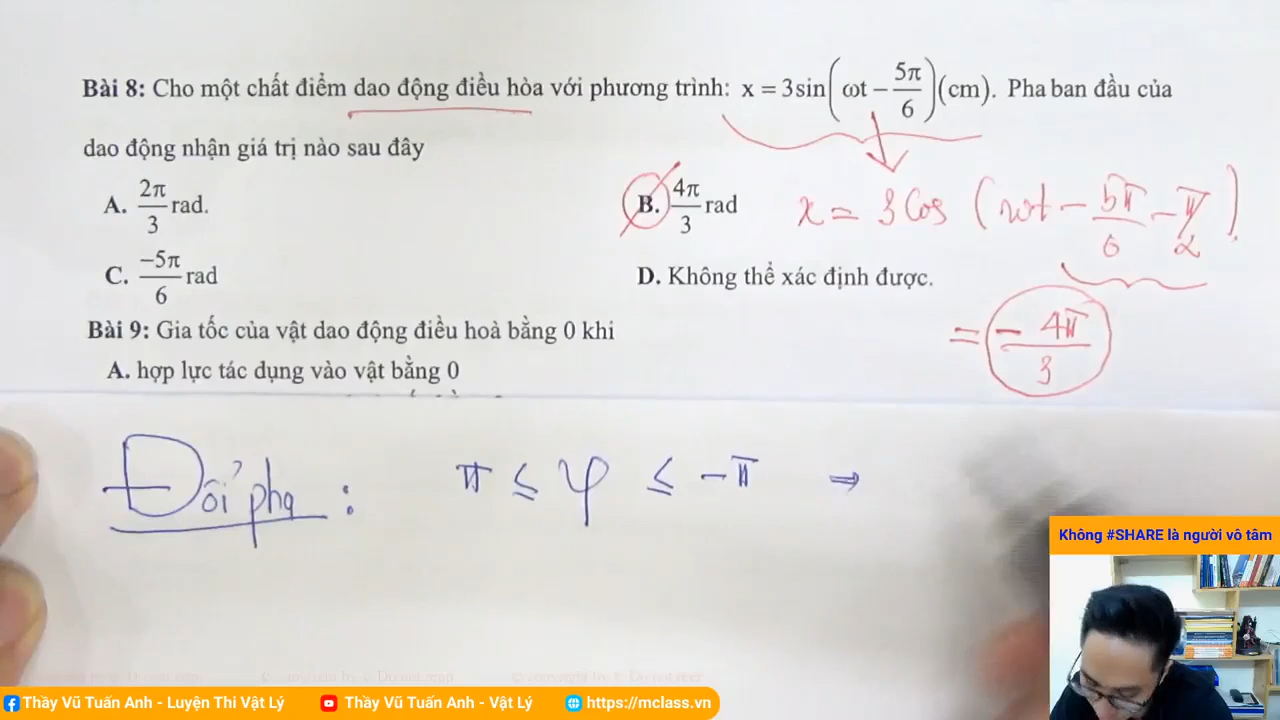 Bài 8: Cho một chất điểm dao động điều hòa với phương trình: x = 3sin(ωt − 5π/6)(cm). Pha ban đầu của
dao động nhận giá trị nào sau đây
A. 2π/3 rad.
B. 4π/3 rad
x = 3 Cos (ωt − 5π/6 − π/2)
C. −5π/6 rad
D. Không thể xác định được.
= − 4π/3
Bài 9: Gia tốc của vật dao động điều hoà bằng 0 khi
A. hợp lực tác dụng vào vật bằng 0
Đổi pha : π ≤ φ ≤ −π ⇒
Không #SHARE là người vô tâm
Thầy Vũ Tuấn Anh - Luyện Thi Vật Lý
Thầy Vũ Tuấn Anh - Vật Lý
https://mclass.vn